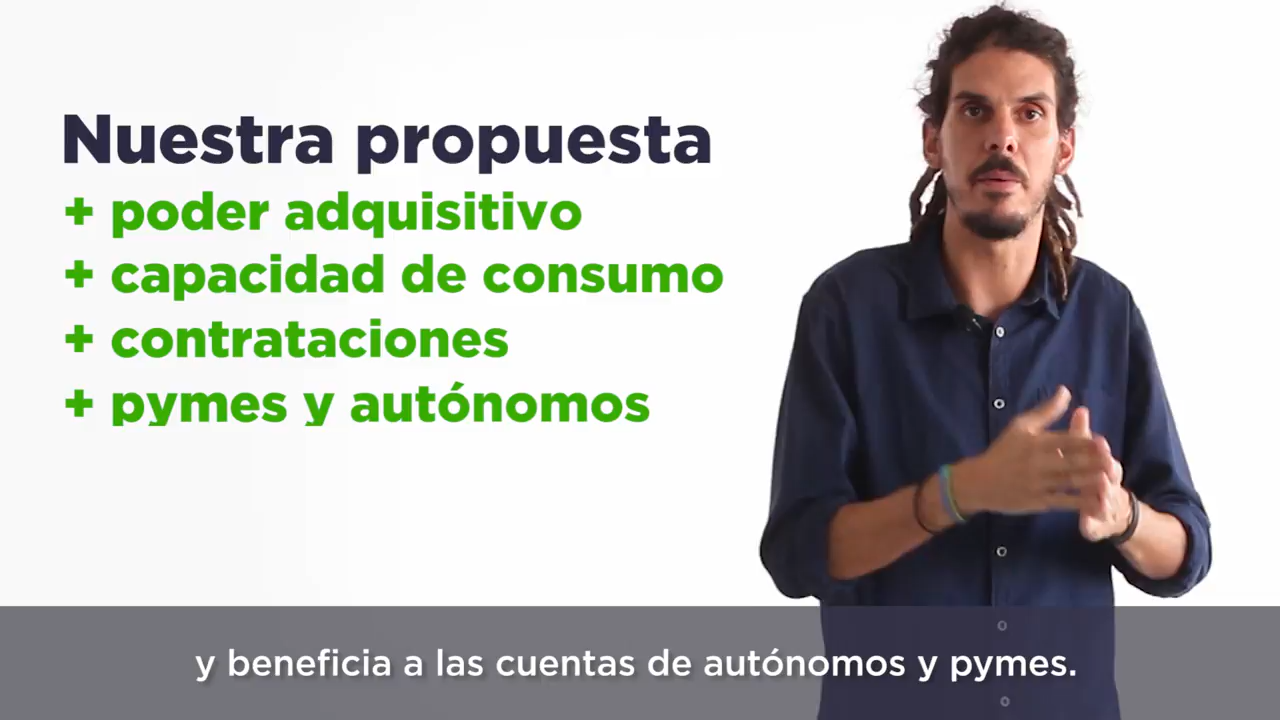 Nuestra propuesta
+ poder adquisitivo
+ capacidad de consumo
+ contrataciones
+ pymes y autónomos
y beneficia a las cuentas de autónomos y pymes.